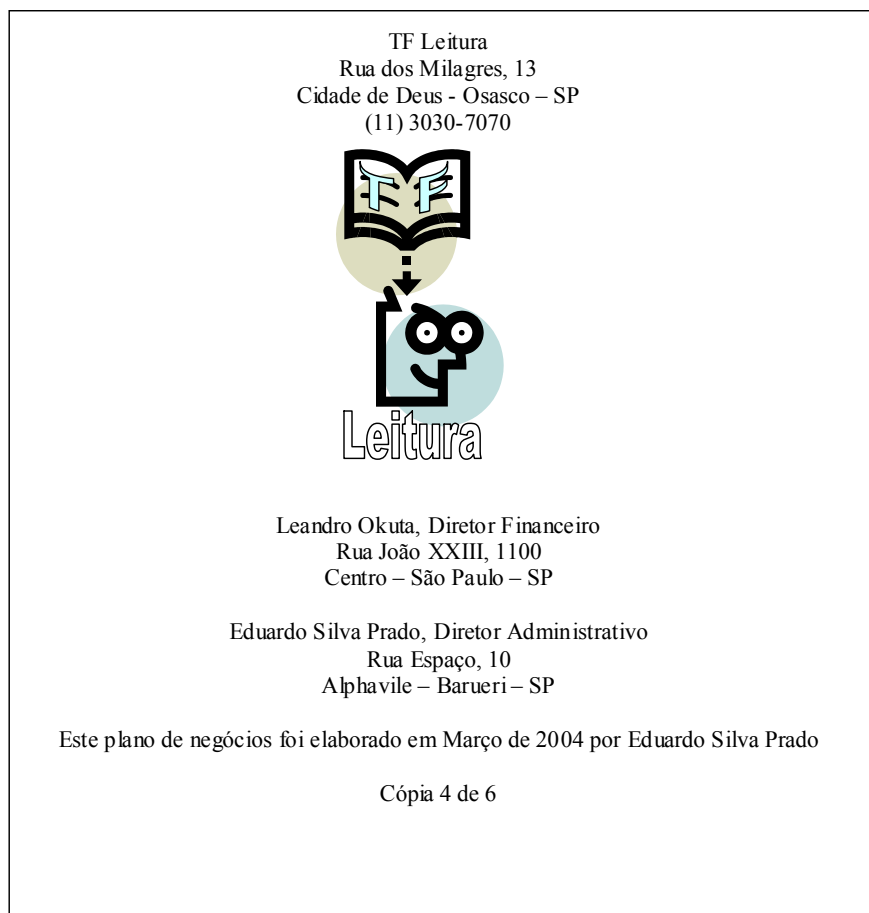 TF Leitura
Rua dos Milagres, 13
Cidade de Deus - Osasco – SP
(11) 3030-7070
T F
Leitura
Leandro Okuta, Diretor Financeiro
Rua João XXIII, 1100
Centro – São Paulo – SP
Eduardo Silva Prado, Diretor Administrativo
Rua Espaço, 10
Alphavile – Barueri – SP
Este plano de negócios foi elaborado em Março de 2004 por Eduardo Silva Prado
Cópia 4 de 6